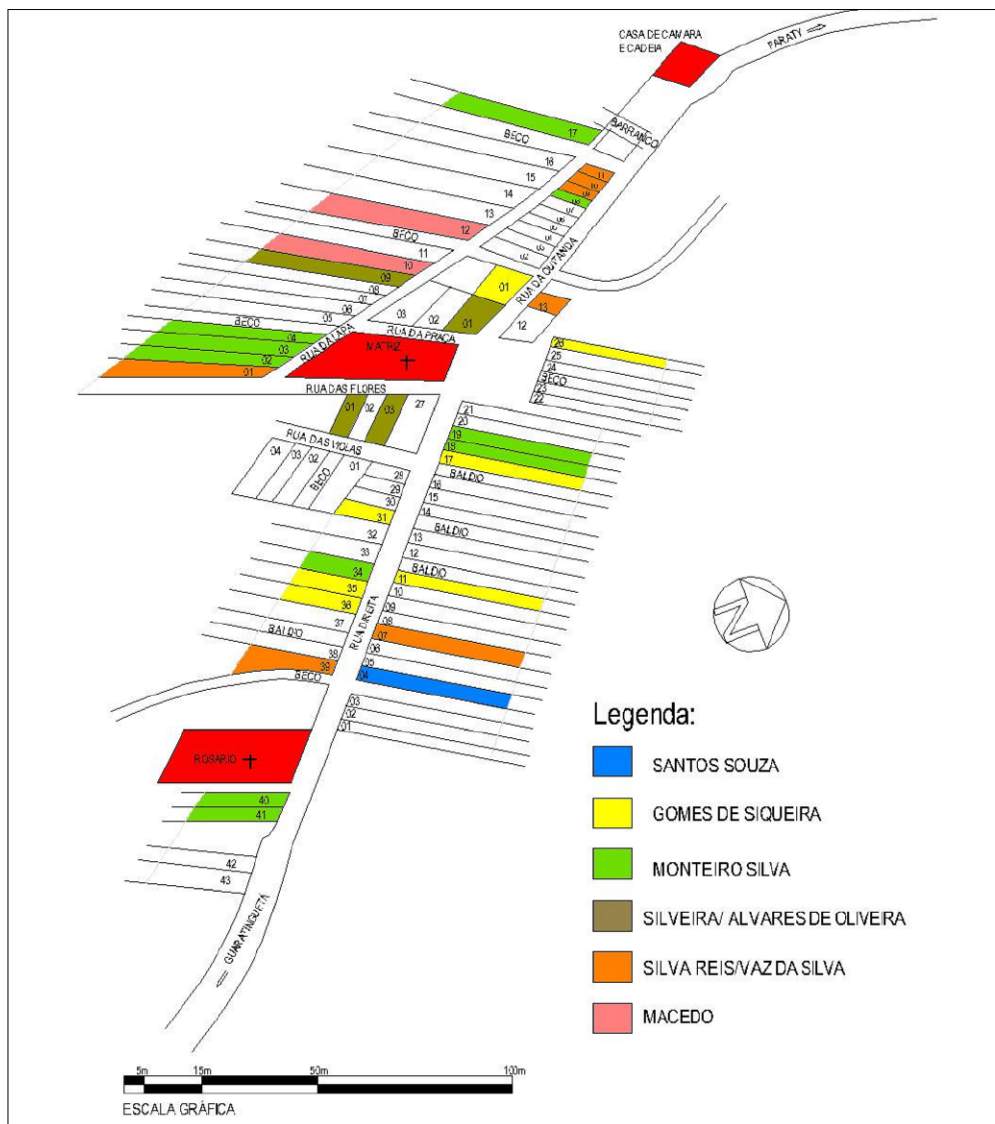 CASA DE CAMARA
E CADEIA
PARATY
BARRANCO
17
BECO
16
15
14
13
12
BECO
11
10
09
08
07
06
05
BECO
04
03
02
01
RUA DA LAPA
11
RUA DA QUITANDA
01
03
02
01
RUA DA PRAÇA
13
12
MATRIZ
RUA DAS FLORES
01
02
03
27
RUA DAS VIOLAS
04
03
02
BECO
01
26
25
24
BECO
23
22
21
20
19
18
17
BALDIO
16
15
14
BALDIO
13
12
BALDIO
11
10
09
08
07
06
05
04
03
02
01
28
29
30
31
32
33
34
35
36
37
BALDIO
38
39
BECO
RUA DIREITA
ROSARIO
40
41
42
43
GUARATINGUETÁ
N
Legenda:
SANTOS SOUZA
GOMES DE SIQUEIRA
MONTEIRO SILVA
SILVEIRA/ ALVARES DE OLIVEIRA
SILVA REIS/VAZ DA SILVA
MACEDO
5m 15m 50m 100m
ESCALA GRÁFICA